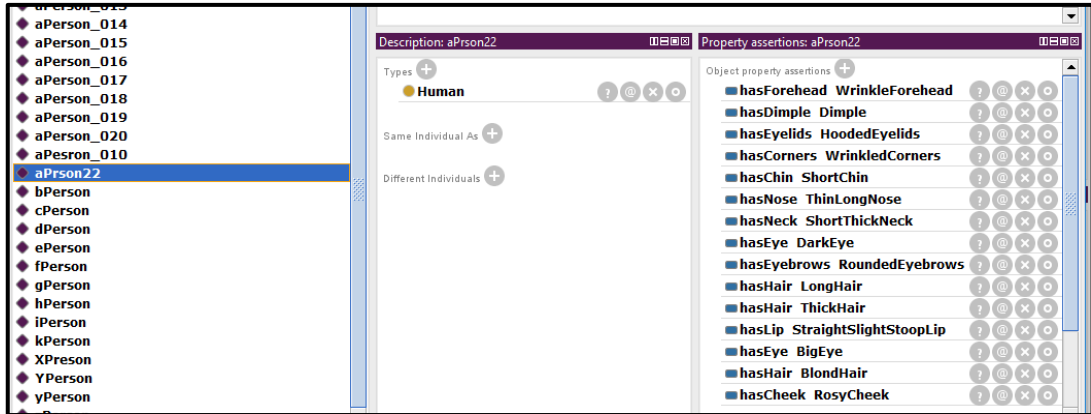 aPerson_014
aPerson_015
aPerson_016
aPerson_017
aPerson_018
aPerson_019
aPerson_020
aPesron_010
aPrson22
bPerson
cPerson
dPerson
ePerson
fPerson
gPerson
hPerson
iPerson
kPerson
XPreson
YPerson
yPerson
Description: aPrson22
Types
Human
Same Individual As
Different Individuals
Property assertions: aPrson22
Object property assertions
hasForehead WrinkleForehead
hasDimple Dimple
hasEyelids HoodedEyelids
hasCorners WrinkledCorners
hasChin ShortChin
hasNose ThinLongNose
hasNeck ShortThickNeck
hasEye DarkEye
hasEyebrows RoundedEyebrows
hasHair LongHair
hasHair ThickHair
hasLip StraightSlightStoopLip
hasEye BigEye
hasHair BlondHair
hasCheek RosyCheek